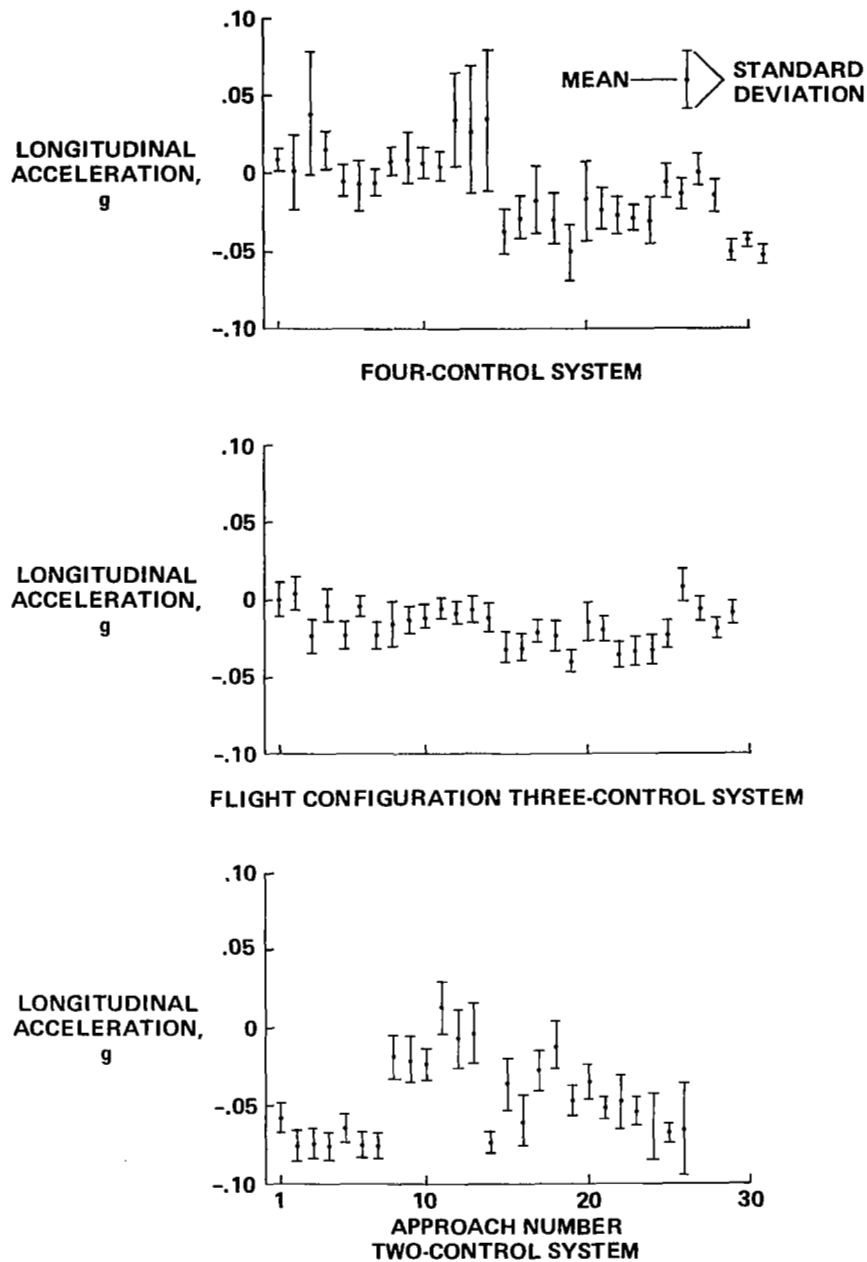 .10
MEAN
STANDARD
DEVIATION
.05
LONGITUDINAL
ACCELERATION,
g
0
-.05
-.10
FOUR-CONTROL SYSTEM
.10
.05
LONGITUDINAL
ACCELERATION,
g
0
-.05
-.10
FLIGHT CONFIGURATION THREE-CONTROL SYSTEM
.10
.05
LONGITUDINAL
ACCELERATION,
g
0
-.05
-.10
1 10 20 30
APPROACH NUMBER
TWO-CONTROL SYSTEM